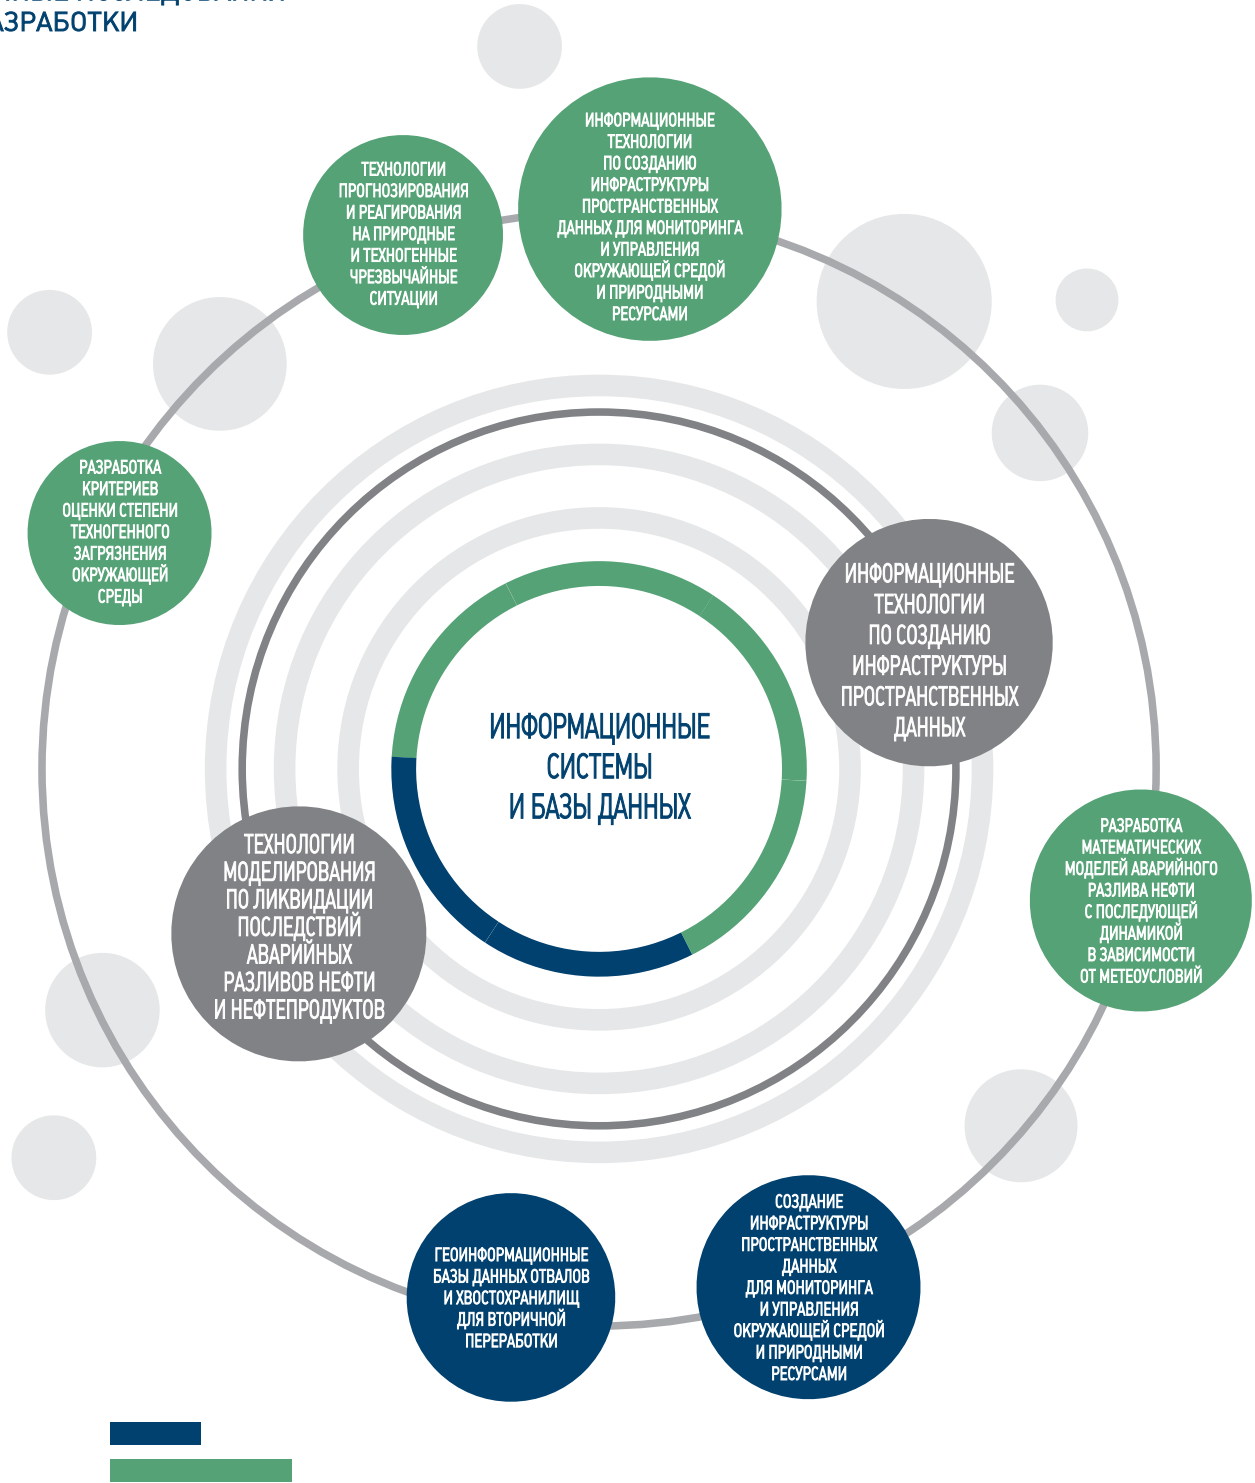 ИНФОРМАЦИОННЫЕ
ТЕХНОЛОГИИ
ПО СОЗДАНИЮ
ИНФРАСТРУКТУРЫ
ПРОСТРАНСТВЕННЫХ
ДАННЫХ ДЛЯ МОНИТОРИНГА
И УПРАВЛЕНИЯ
ОКРУЖАЮЩЕЙ СРЕДОЙ
И ПРИРОДНЫМИ
РЕСУРСАМИ
ТЕХНОЛОГИИ
ПРОГНОЗИРОВАНИЯ
И РЕАГИРОВАНИЯ
НА ПРИРОДНЫЕ
И ТЕХНОГЕННЫЕ
ЧРЕЗВЫЧАЙНЫЕ
СИТУАЦИИ
РАЗРАБОТКА
КРИТЕРИЕВ
ОЦЕНКИ СТЕПЕНИ
ТЕХНОГЕННОГО
ЗАГРЯЗНЕНИЯ
ОКРУЖАЮЩЕЙ
СРЕДЫ
ИНФОРМАЦИОННЫЕ
ТЕХНОЛОГИИ
ПО СОЗДАНИЮ
ИНФРАСТРУКТУРЫ
ПРОСТРАНСТВЕННЫХ
ДАННЫХ
ИНФОРМАЦИОННЫЕ
СИСТЕМЫ
И БАЗЫ ДАННЫХ
ТЕХНОЛОГИИ
МОДЕЛИРОВАНИЯ
ПО ЛИКВИДАЦИИ
ПОСЛЕДСТВИЙ
АВАРИЙНЫХ
РАЗЛИВОВ НЕФТИ
И НЕФТЕПРОДУКТОВ
РАЗРАБОТКА
МАТЕМАТИЧЕСКИХ
МОДЕЛЕЙ АВАРИЙНОГО
РАЗЛИВА НЕФТИ
С ПОСЛЕДУЮЩЕЙ
ДИНАМИКОЙ
В ЗАВИСИМОСТИ
ОТ МЕТЕОУСЛОВИЙ
ГЕОИНФОРМАЦИОННЫЕ
БАЗЫ ДАННЫХ ОТВАЛОВ
И ХВОСТОХРАНИЛИЩ
ДЛЯ ВТОРИЧНОЙ
ПЕРЕРАБОТКИ
СОЗДАНИЕ
ИНФРАСТРУКТУРЫ
ПРОСТРАНСТВЕННЫХ
ДАННЫХ
ДЛЯ МОНИТОРИНГА
И УПРАВЛЕНИЯ
ОКРУЖАЮЩЕЙ СРЕДОЙ
И ПРИРОДНЫМИ
РЕСУРСАМИ